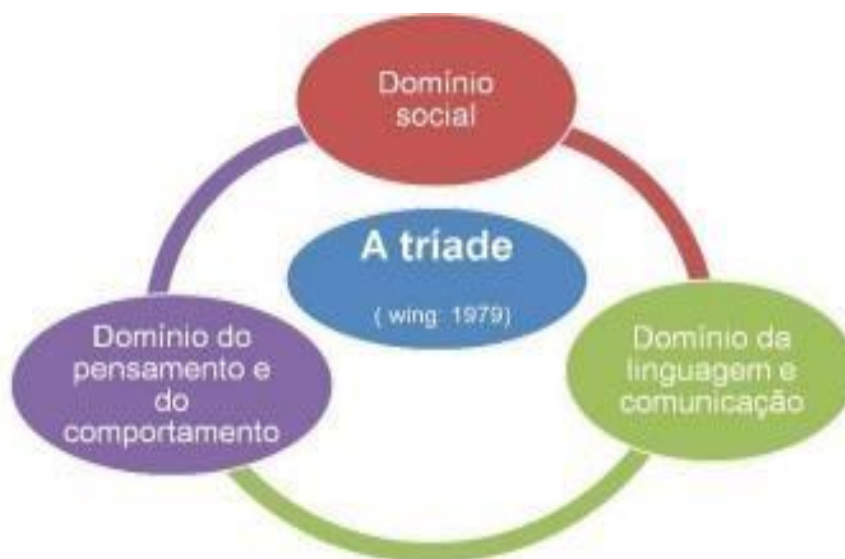 Domínio
social
A tríade
( wing: 1979)
Domínio do
pensamento e
do
comportamento
Domínio da
linguagem e
comunicação